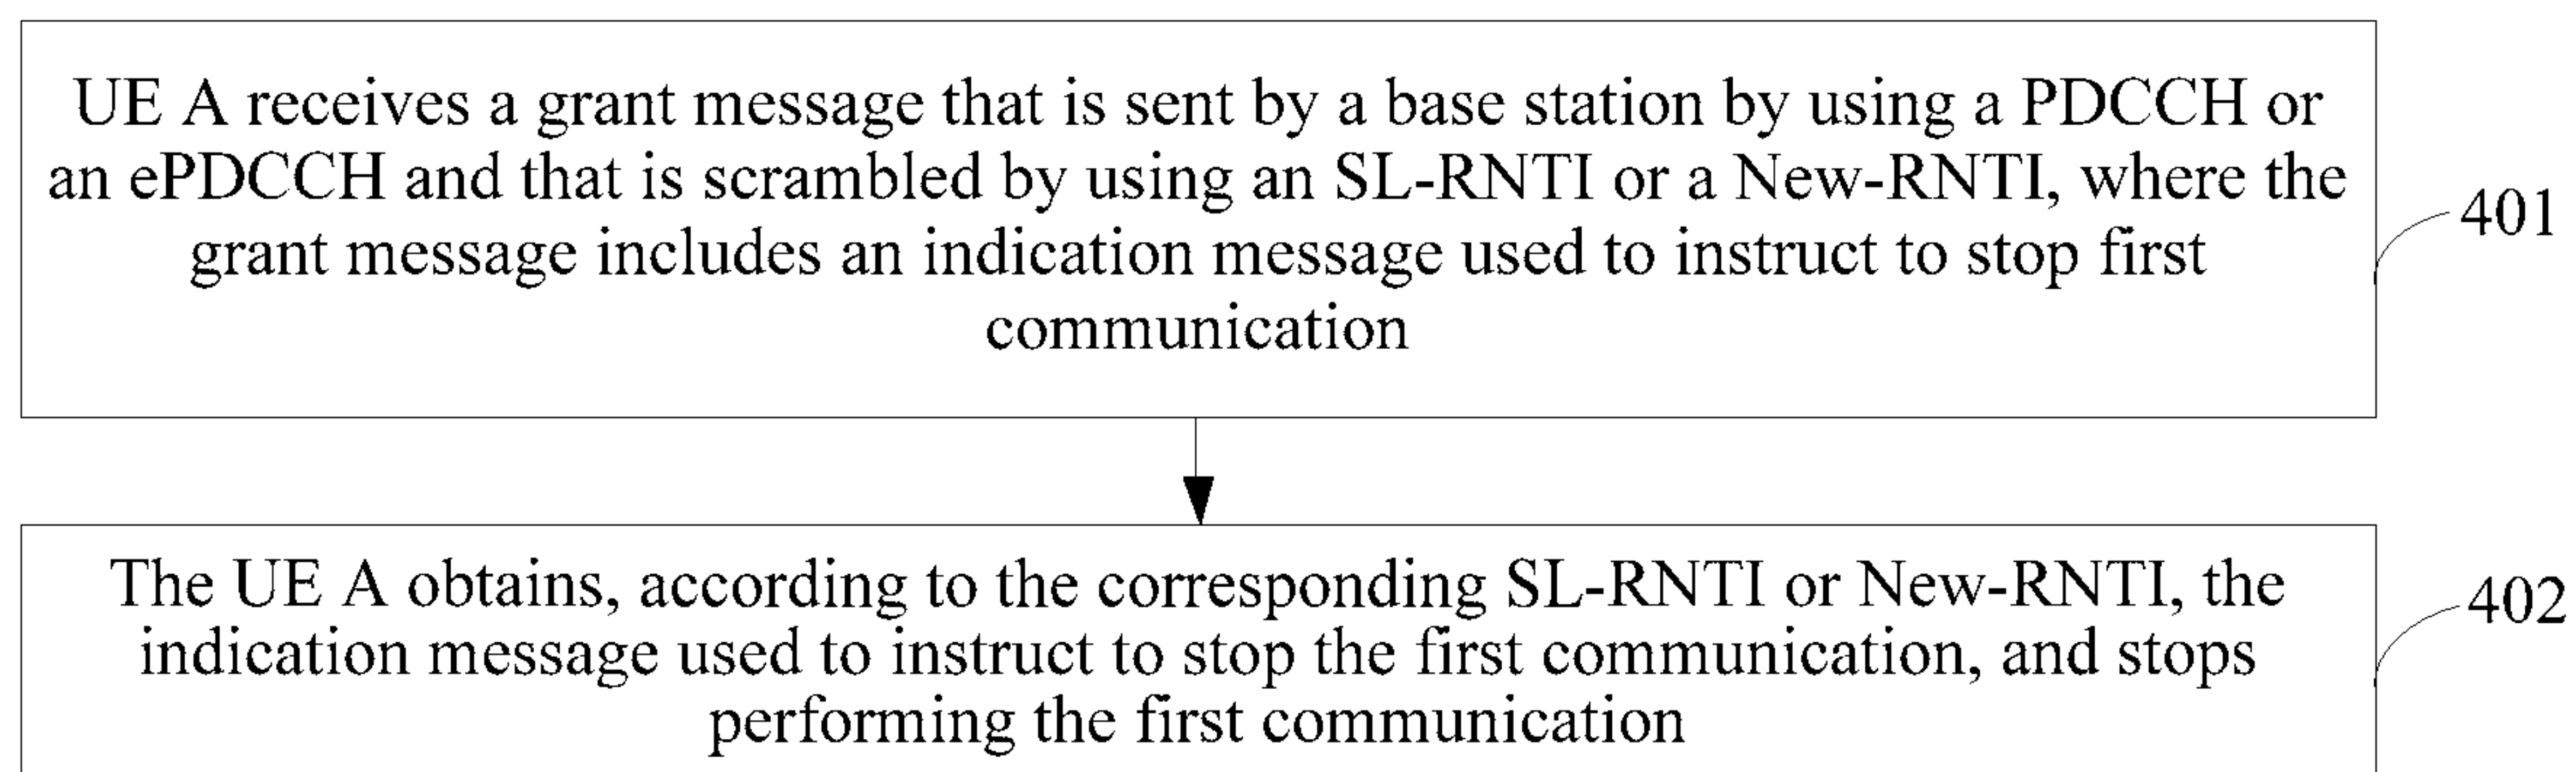 UE A receives a grant message that is sent by a base station by using a PDCCH or
an ePDCCH and that is scrambled by using an SL-RNTI or a New-RNTI, where the
grant message includes an indication message used to instruct to stop first
communication
401
The UE A obtains, according to the corresponding SL-RNTI or New-RNTI, the
indication message used to instruct to stop the first communication, and stops
performing the first communication
402